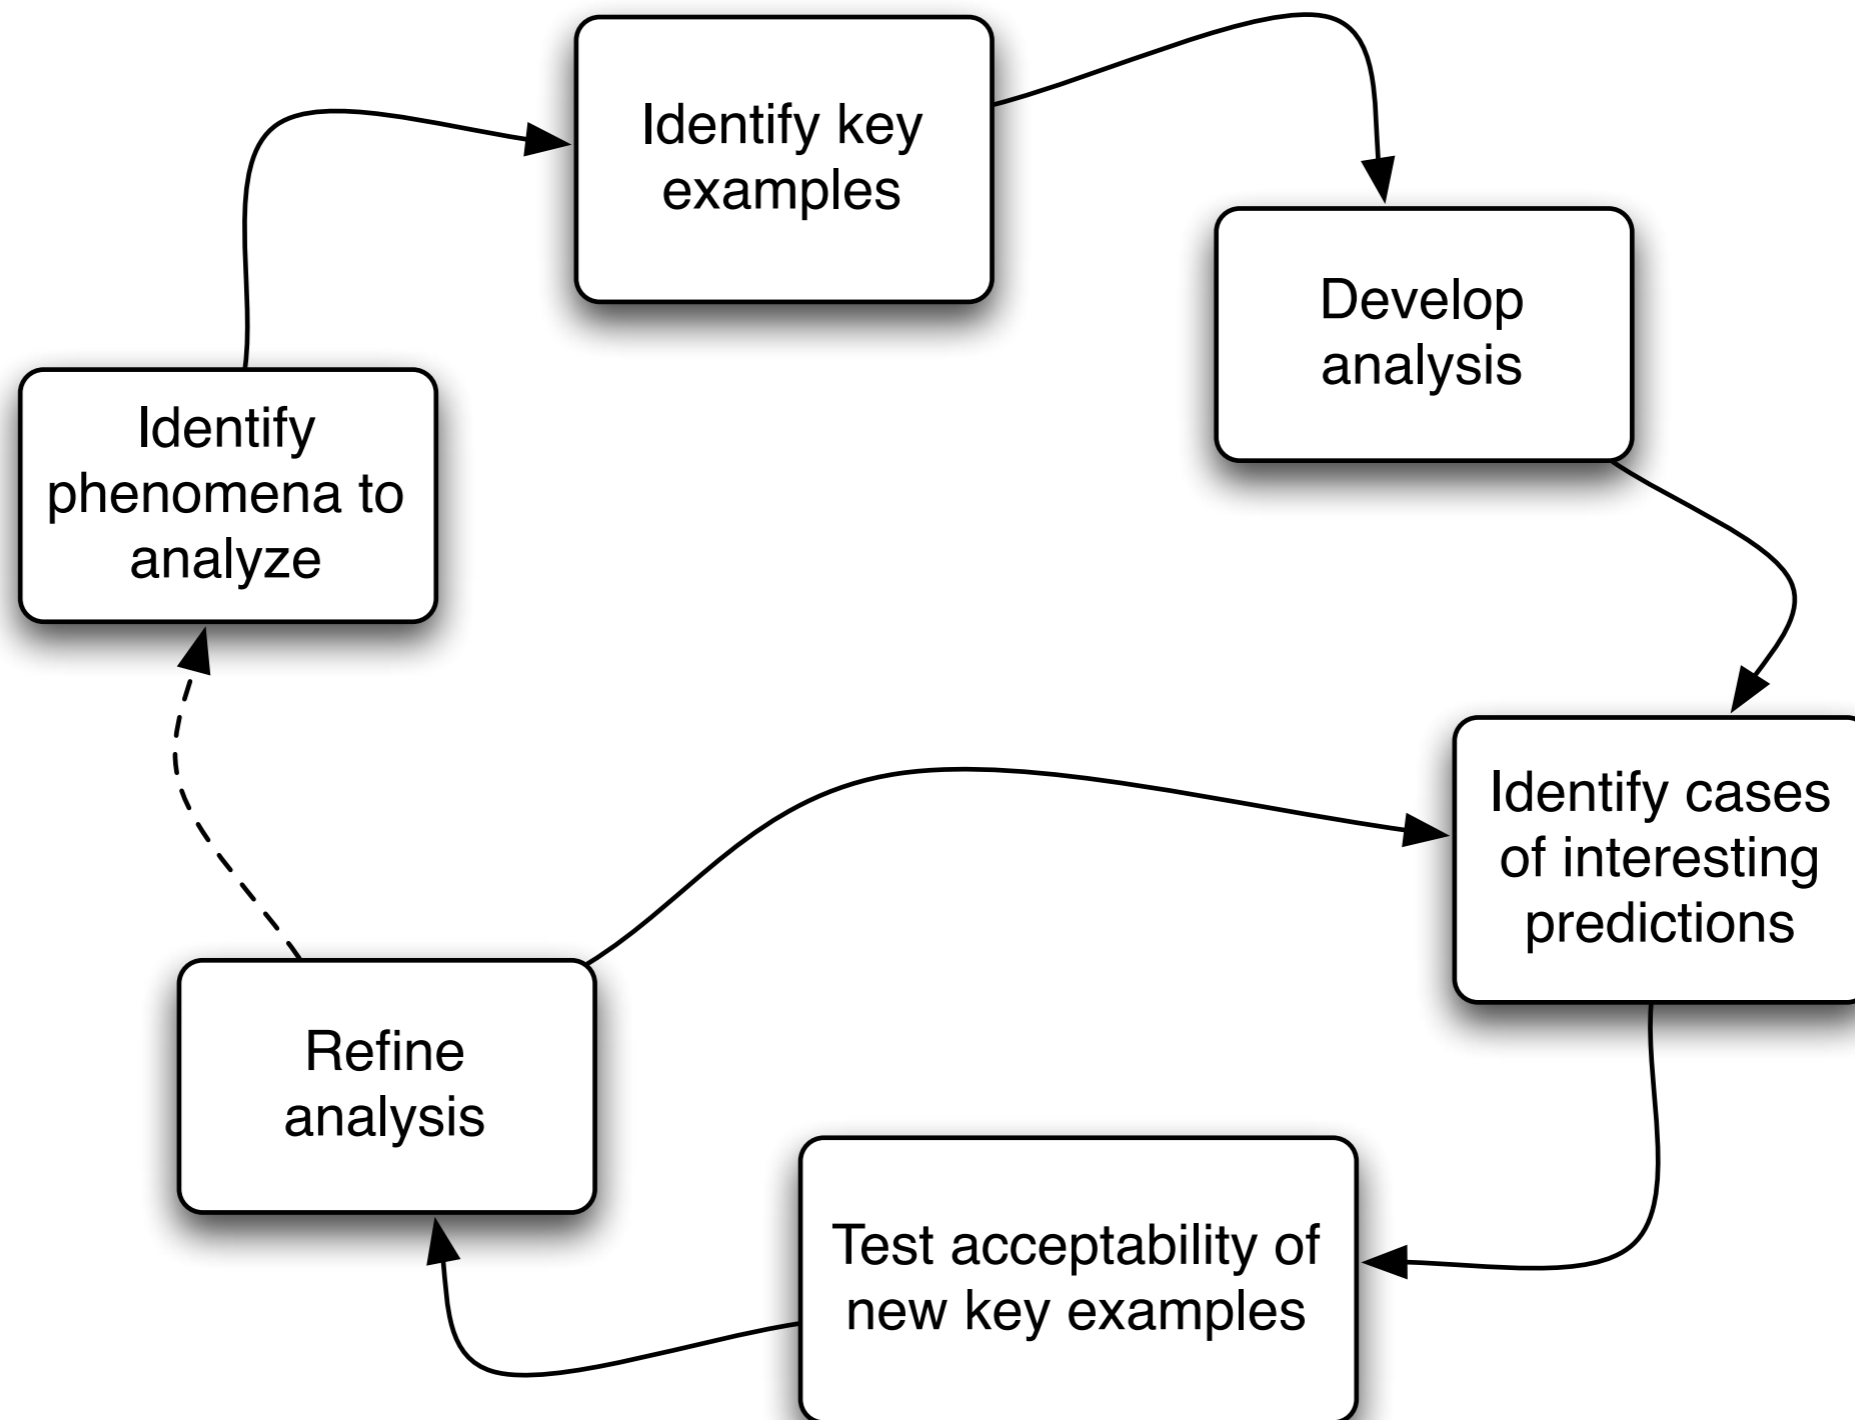 Identify key
examples
Develop
analysis
Identify
phenomena to
analyze
Identify cases
of interesting
predictions
Refine
analysis
Test acceptability of
new key examples